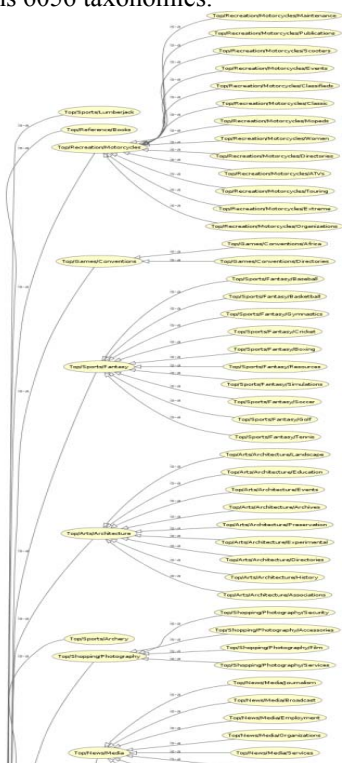 is 6056 taxonomies.
Top/Recreation/Motorcycles/Maintenance
Top/Recreation/Motorcycles/Publications
Top/Recreation/Motorcycles/Scooters
Top/Recreation/Motorcycles/Events
Top/Recreation/Motorcycles/Classifieds
Top/Recreation/Motorcycles/Classic
Top/Sports/Lumberjack
Top/Recreation/Motorcycles/Mopeds
Top/Reference/Books
Top/Recreation/Motorcycles/Women
Top/Recreation/Motorcycles
Top/Recreation/Motorcycles/Directories
Top/Recreation/Motorcycles/ATVs
Top/Recreation/Motorcycles/Touring
Top/Recreation/Motorcycles/Extreme
Top/Recreation/Motorcycles/Organizations
Top/Games/Conventions/Africa
Top/Games/Conventions
Top/Games/Conventions/Directories
Top/Sports/Fantasy/Baseball
Top/Sports/Fantasy/Basketball
Top/Sports/Fantasy/Gymnastics
Top/Sports/Fantasy/Cricket
Top/Sports/Fantasy/Boxing
Top/Sports/Fantasy
Top/Sports/Fantasy/Resources
Top/Sports/Fantasy/Simulations
Top/Sports/Fantasy/Soccer
Top/Sports/Fantasy/Golf
Top/Sports/Fantasy/Tennis
Top/Arts/Architecture/Landscape
Top/Arts/Architecture/Education
Top/Arts/Architecture/Events
Top/Arts/Architecture/Archives
Top/Arts/Architecture/Preservation
Top/Arts/Architecture
Top/Arts/Architecture/Experimental
Top/Arts/Architecture/Directories
Top/Arts/Architecture/History
Top/Arts/Architecture/Associations
Top/Shopping/Photography/Security
Top/Shopping/Photography/Accessories
Top/Sports/Archery
Top/Shopping/Photography/Film
Top/Shopping/Photography
Top/Shopping/Photography/Services
Top/News/Media/Journalism
Top/News/Media/Broadcast
Top/News/Media/Employment
Top/News/Media/Organizations
Top/News/Media
Top/News/Media/Services